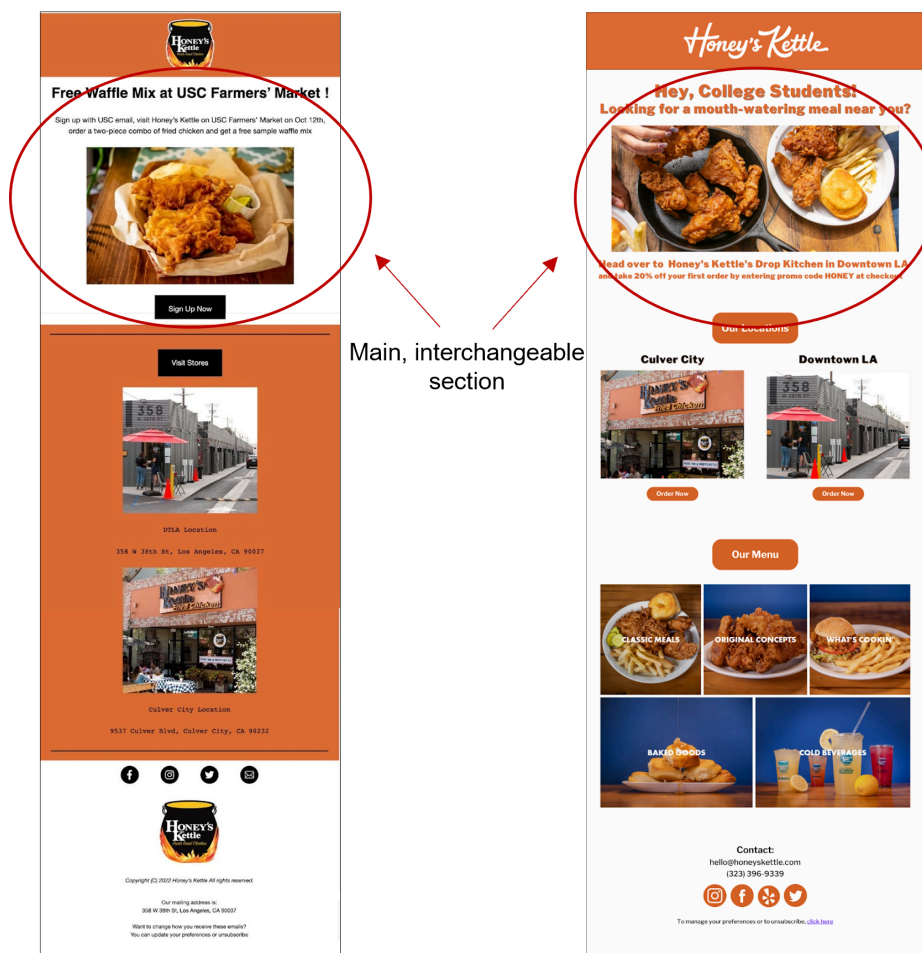 HONEY'S
Kettle
Free Waffle Mix at USC Farmers' Market !
Sign up with USC email, visit Honey's Kettle on USC Farmers' Market on Oct 12th,
order a two-piece combo of fried chicken and get a free sample waffle mix
Sign Up Now
Visit Stores
358
DTLA Location
358 W 38th St, Los Angeles, CA 90037
HONEY'S
Kettle
Culver City Location
9537 Culver Blvd, Culver City, CA 90232
HONEY'S
Kettle
Copyright (C) 2022 Honey's Kettle All rights reserved.
Our mailing address is:
358 W 38th St, Los Angeles, CA 90037
Want to change how you receive these emails?
You can update your preferences or unsubscribe
Main, interchangeable
section
Honey's Kettle
Hey, College Students!
Looking for a mouth-watering meal near you?
Head over to Honey's Kettle's Drop Kitchen in Downtown LA
and take 20% off your first order by entering promo code HONEY at checkout
Our Locations
Culver City
Downtown LA
HONEY'S
Kettle
358
Order Now
Order Now
Our Menu
CLASSIC MEALS
ORIGINAL CONCEPTS
WHAT'S COOKIN'
BAKED GOODS
COLD BEVERAGES
Contact:
hello@honeyskettle.com
(323) 396-9339
To manage your preferences or to unsubscribe, click here